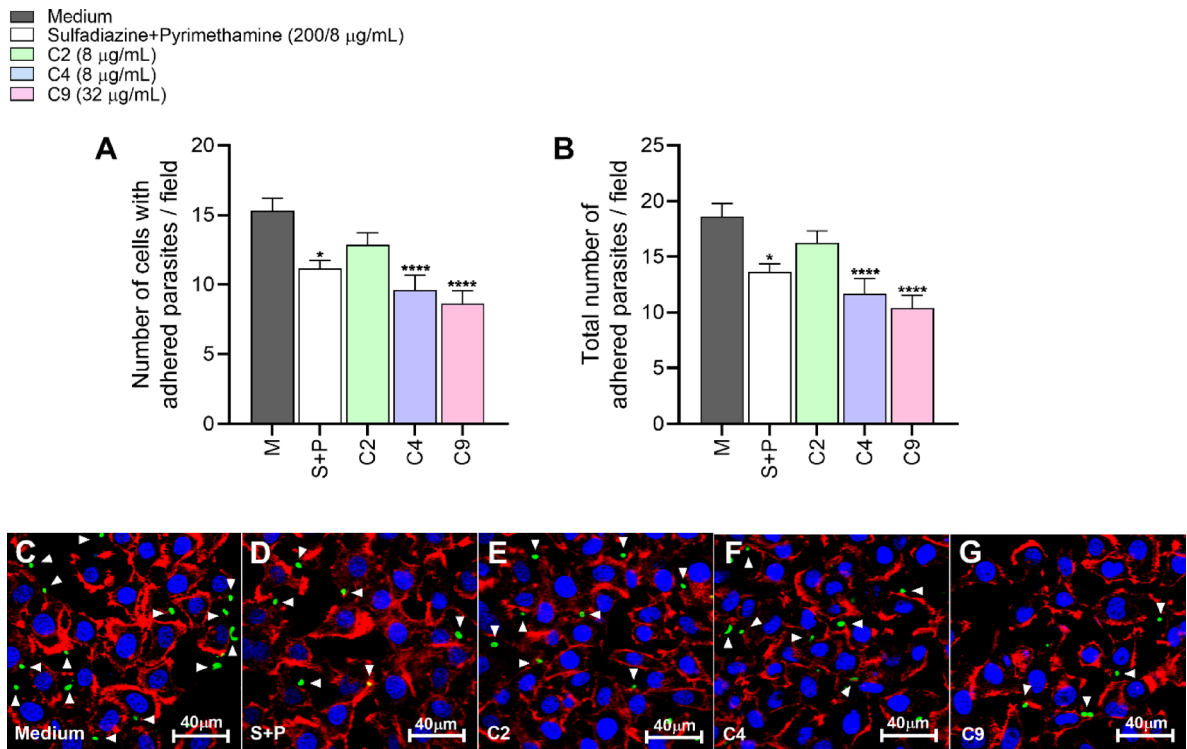 Medium
Sulfadiazine+Pyrimethamine (200/8 μg/mL)
C2 (8 μg/mL)
C4 (8 μg/mL)
C9 (32 μg/mL)
A
Number of cells with
adhered parasites / field
20
15
10
5
0
*
****
****
M
S+P
C2
C4
C9
B
Total number of
adhered parasites / field
25
20
15
10
5
0
*
****
****
M
S+P
C2
C4
C9
C
Medium
40μm
D
S+P
40μm
E
C2
40μm
F
C4
40μm
G
C9
40μm